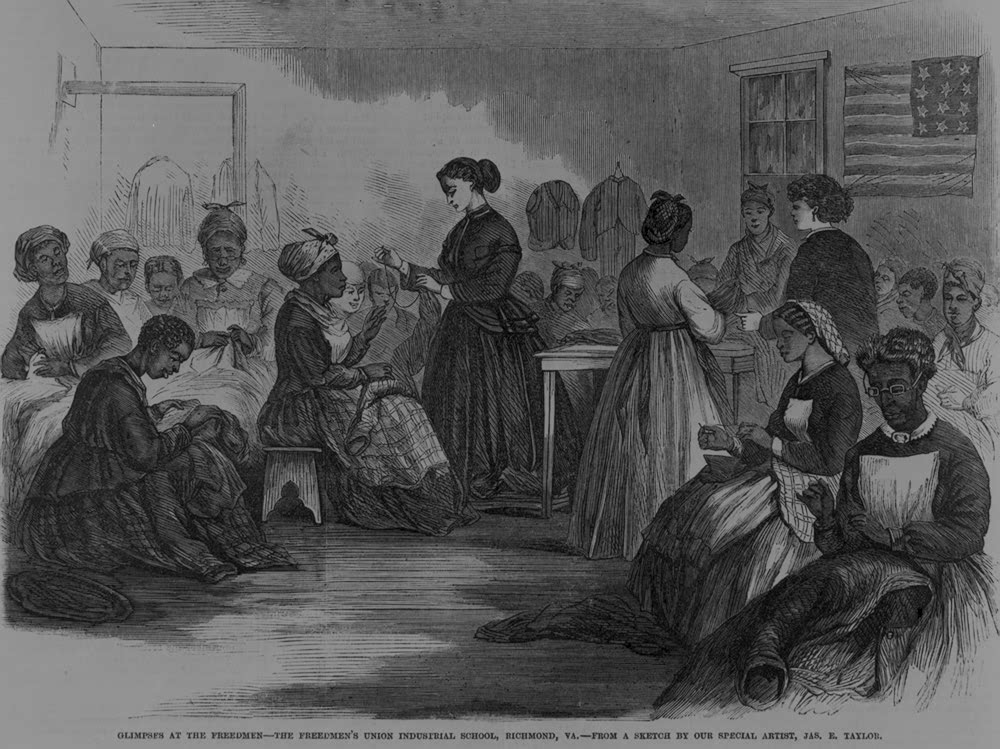 GLIMPSES AT THE FREEDMEN—THE FREEDMEN'S UNION INDUSTRIAL SCHOOL, RICHMOND, VA.—FROM A SKETCH BY OUR SPECIAL ARTIST, JAS. E. TAYLOR.